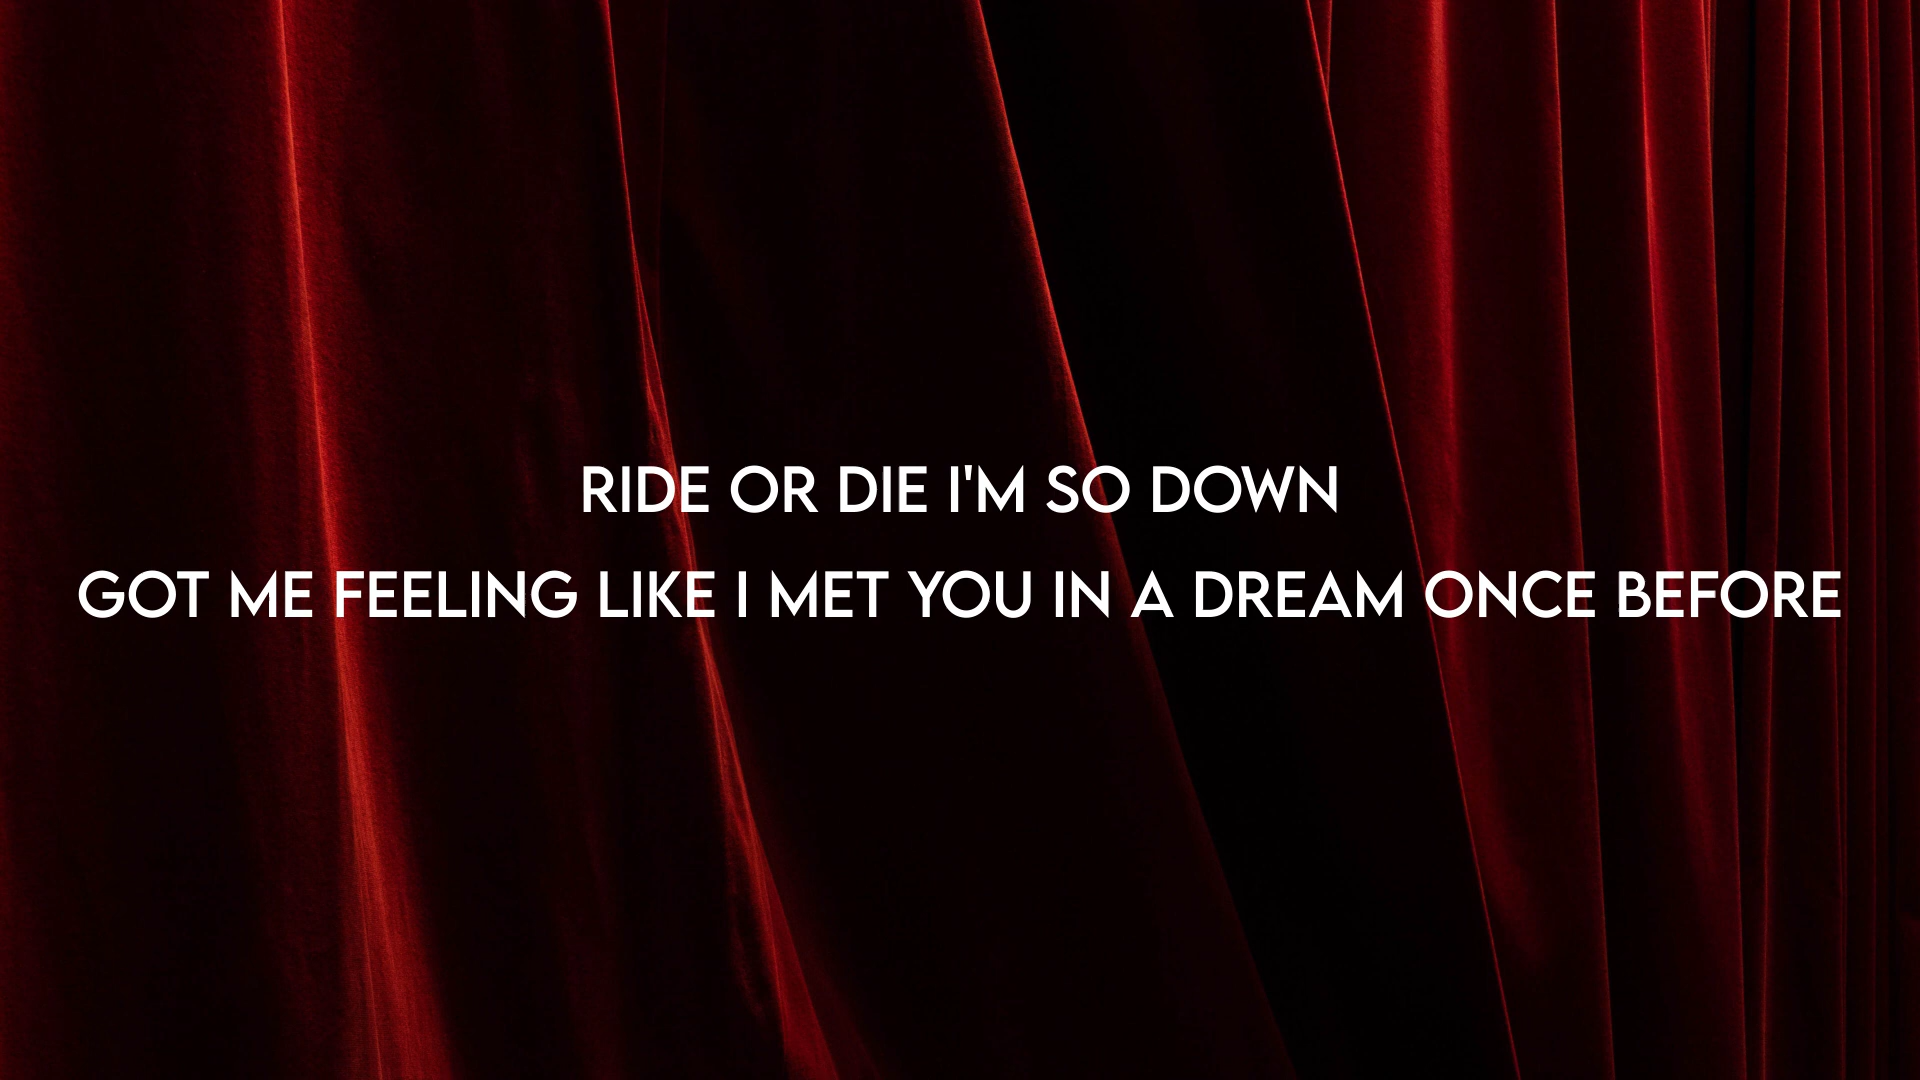 RIDE OR DIE I'M SO DOWN
GOT ME FEELING LIKE I MET YOU IN A DREAM ONCE BEFORE